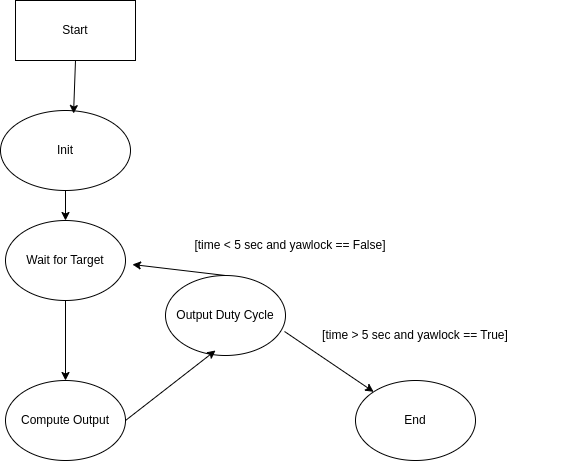 Start
Init
Wait for Target
[time < 5 sec and yawlock == False]
Output Duty Cycle
[time > 5 sec and yawlock == True]
Compute Output
End